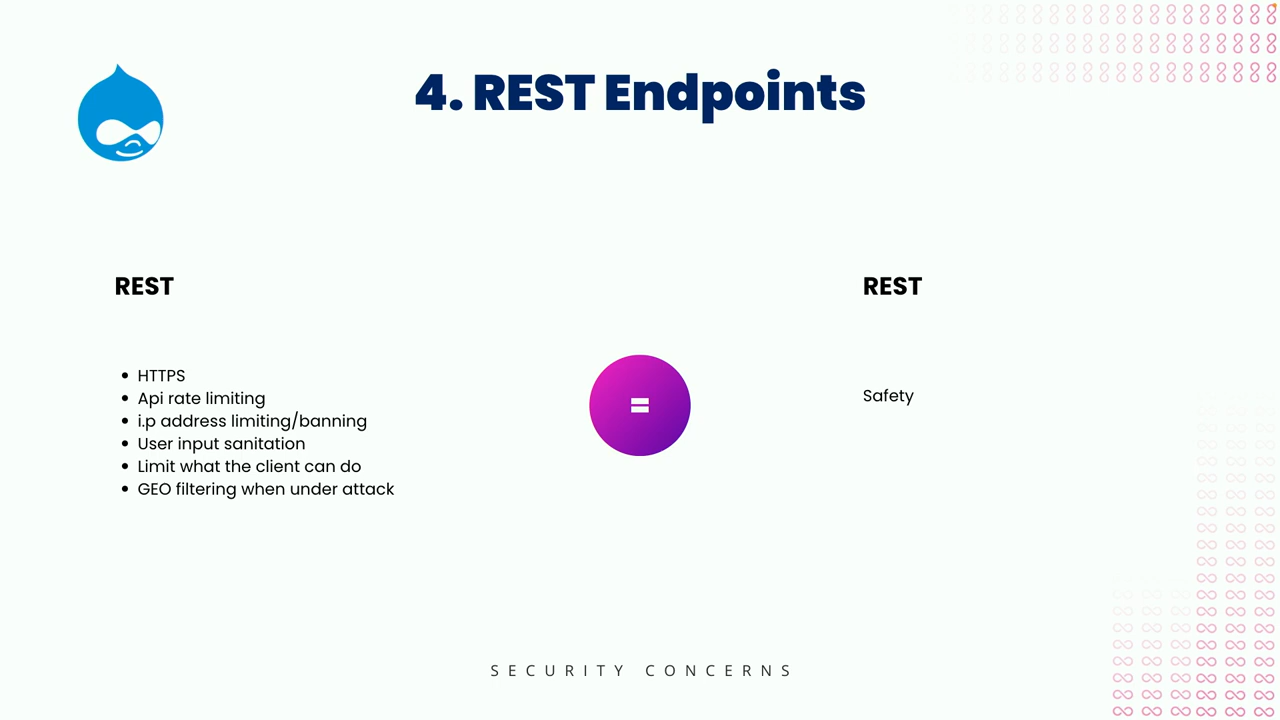 4. REST Endpoints
REST
HTTPS
Api rate limiting
i.p address limiting/banning
User input sanitation
Limit what the client can do
GEO filtering when under attack
=
REST
Safety
SECURITY CONCERNS